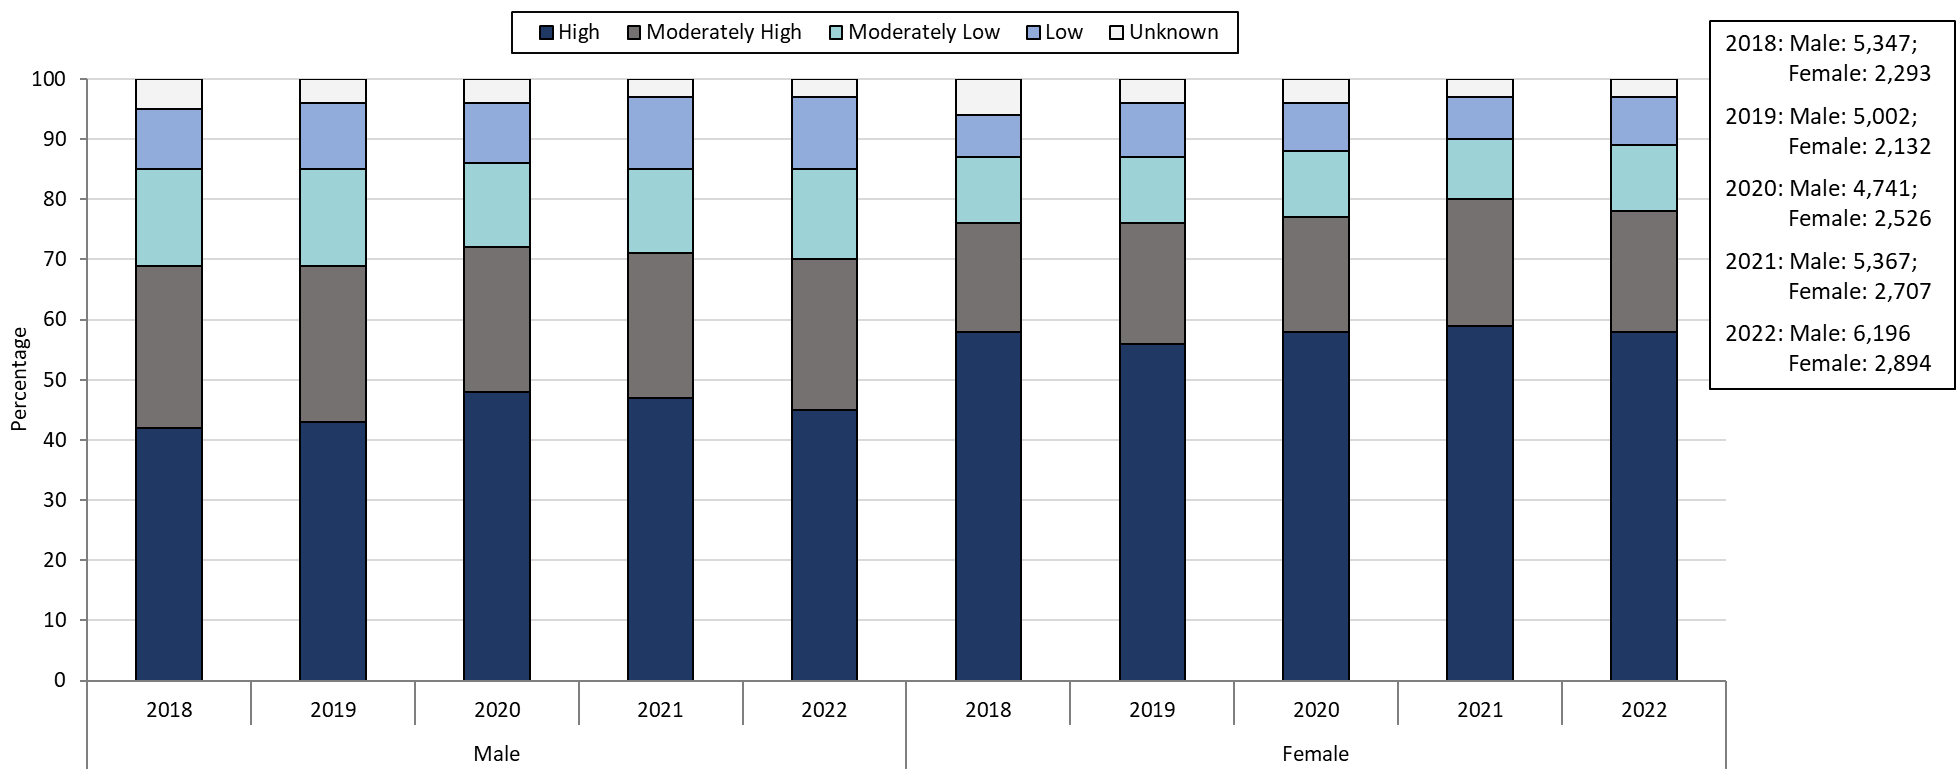 High Moderately High Moderately Low Low Unknown
2018: Male: 5,347;
Female: 2,293
2019: Male: 5,002;
Female: 2,132
2020: Male: 4,741;
Female: 2,526
2021: Male: 5,367;
Female: 2,707
2022: Male: 6,196
Female: 2,894
Percentage
100
90
80
70
60
50
40
30
20
10
0
2018 2019 2020 2021 2022 2018 2019 2020 2021 2022
Male Female